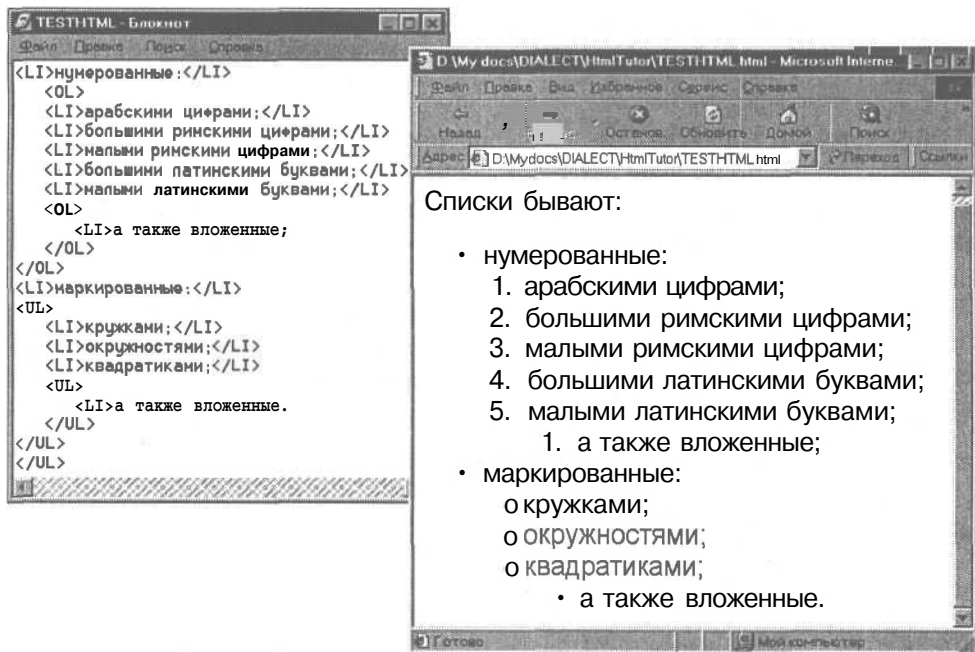 TESTHTML - Блокнот
Файл Правка Поиск Справка
<LI>нумерованные:</LI>
<OL>
<LI>арабскими цифрами;</LI>
<LI>большими римскими цифрами;</LI>
<LI>малыми римскими цифрами;</LI>
<LI>большими латинскими буквами;</LI>
<LI>малыми латинскими буквами;</LI>
<OL>
<LI>а также вложенные;
</OL>
</OL>
<LI>маркированные:</LI>
<UL>
<LI>кружками;</LI>
<LI>окружностями;</LI>
<LI>квадратиками;</LI>
<UL>
<LI>а также вложенные.
</UL>
</UL>
</UL>
D:\My docs\DIALECT\HtmlTutor\TESTHTML.html - Microsoft Interne...
Файл Правка Вид Избранное Сервис Справка
Назад Останов Обновить Домой Поиск
Адрес D:\Mydocs\DIALECT\HtmlTutor\TESTHTML html Переход Ссылки
Списки бывают:
• нумерованные:
1. арабскими цифрами;
2. большими римскими цифрами;
3. малыми римскими цифрами;
4. большими латинскими буквами;
5. малыми латинскими буквами;
1. а также вложенные;
• маркированные:
o кружками;
o окружностями;
o квадратиками;
• а также вложенные.
Готово Мой компьютер